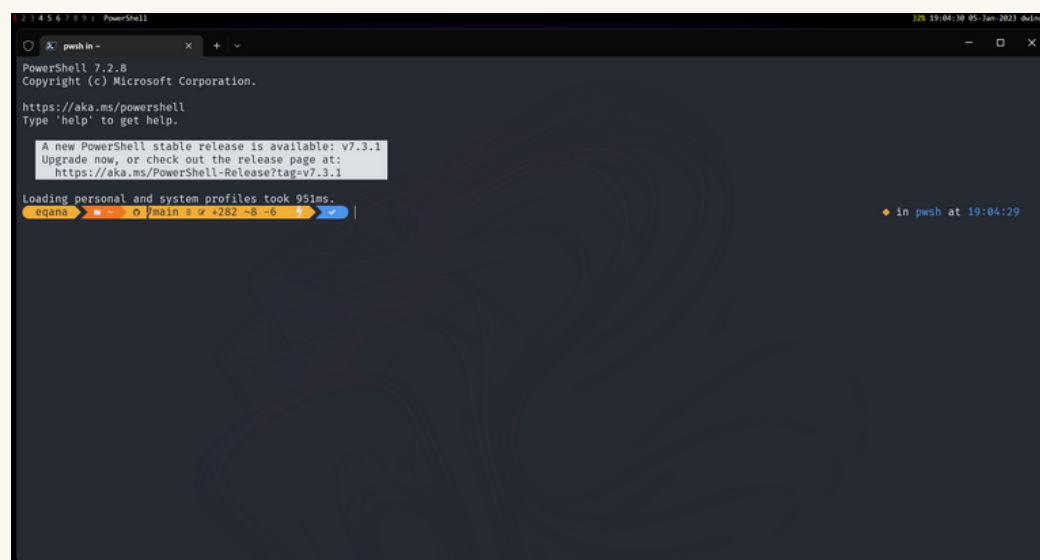 1 2 3 4 5 6 7 8 9 : PowerShell
32% 19:04:30 05-Jan-2023
pwsh in ~
PowerShell 7.2.8
Copyright (c) Microsoft Corporation.
https://aka.ms/powershell
Type 'help' to get help.
A new PowerShell stable release is available: v7.3.1
Upgrade now, or check out the release page at:
https://aka.ms/PowerShell-Release?tag=v7.3.1
Loading personal and system profiles took 951ms.
eqana ~ main ≡ +282 ~8 -6
in pwsh at 19:04:29